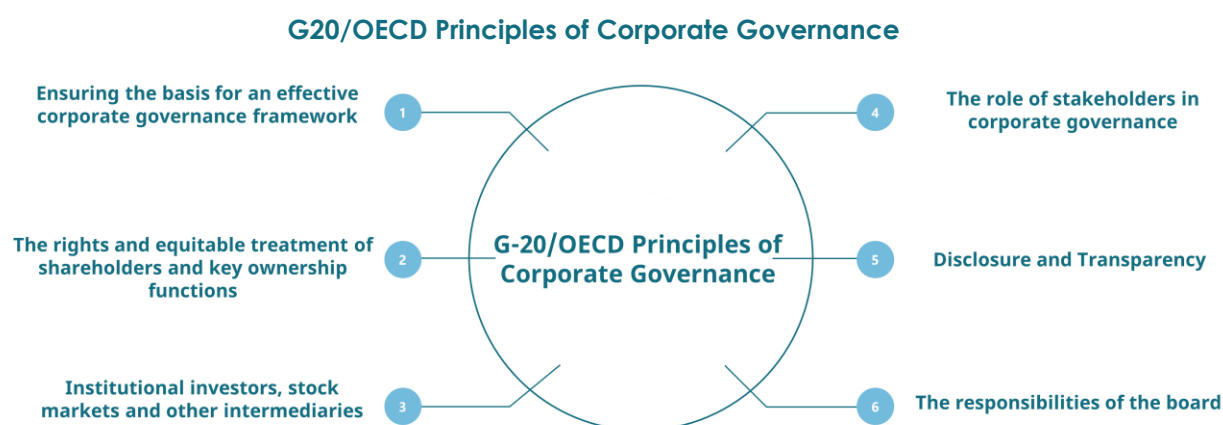 G20/OECD Principles of Corporate Governance
Ensuring the basis for an effective
corporate governance framework
1
The rights and equitable treatment of
shareholders and key ownership
functions
2
Institutional investors, stock
markets and other intermediaries
3
G-20/OECD Principles of
Corporate Governance
4
The role of stakeholders in
corporate governance
5
Disclosure and Transparency
6
The responsibilities of the board